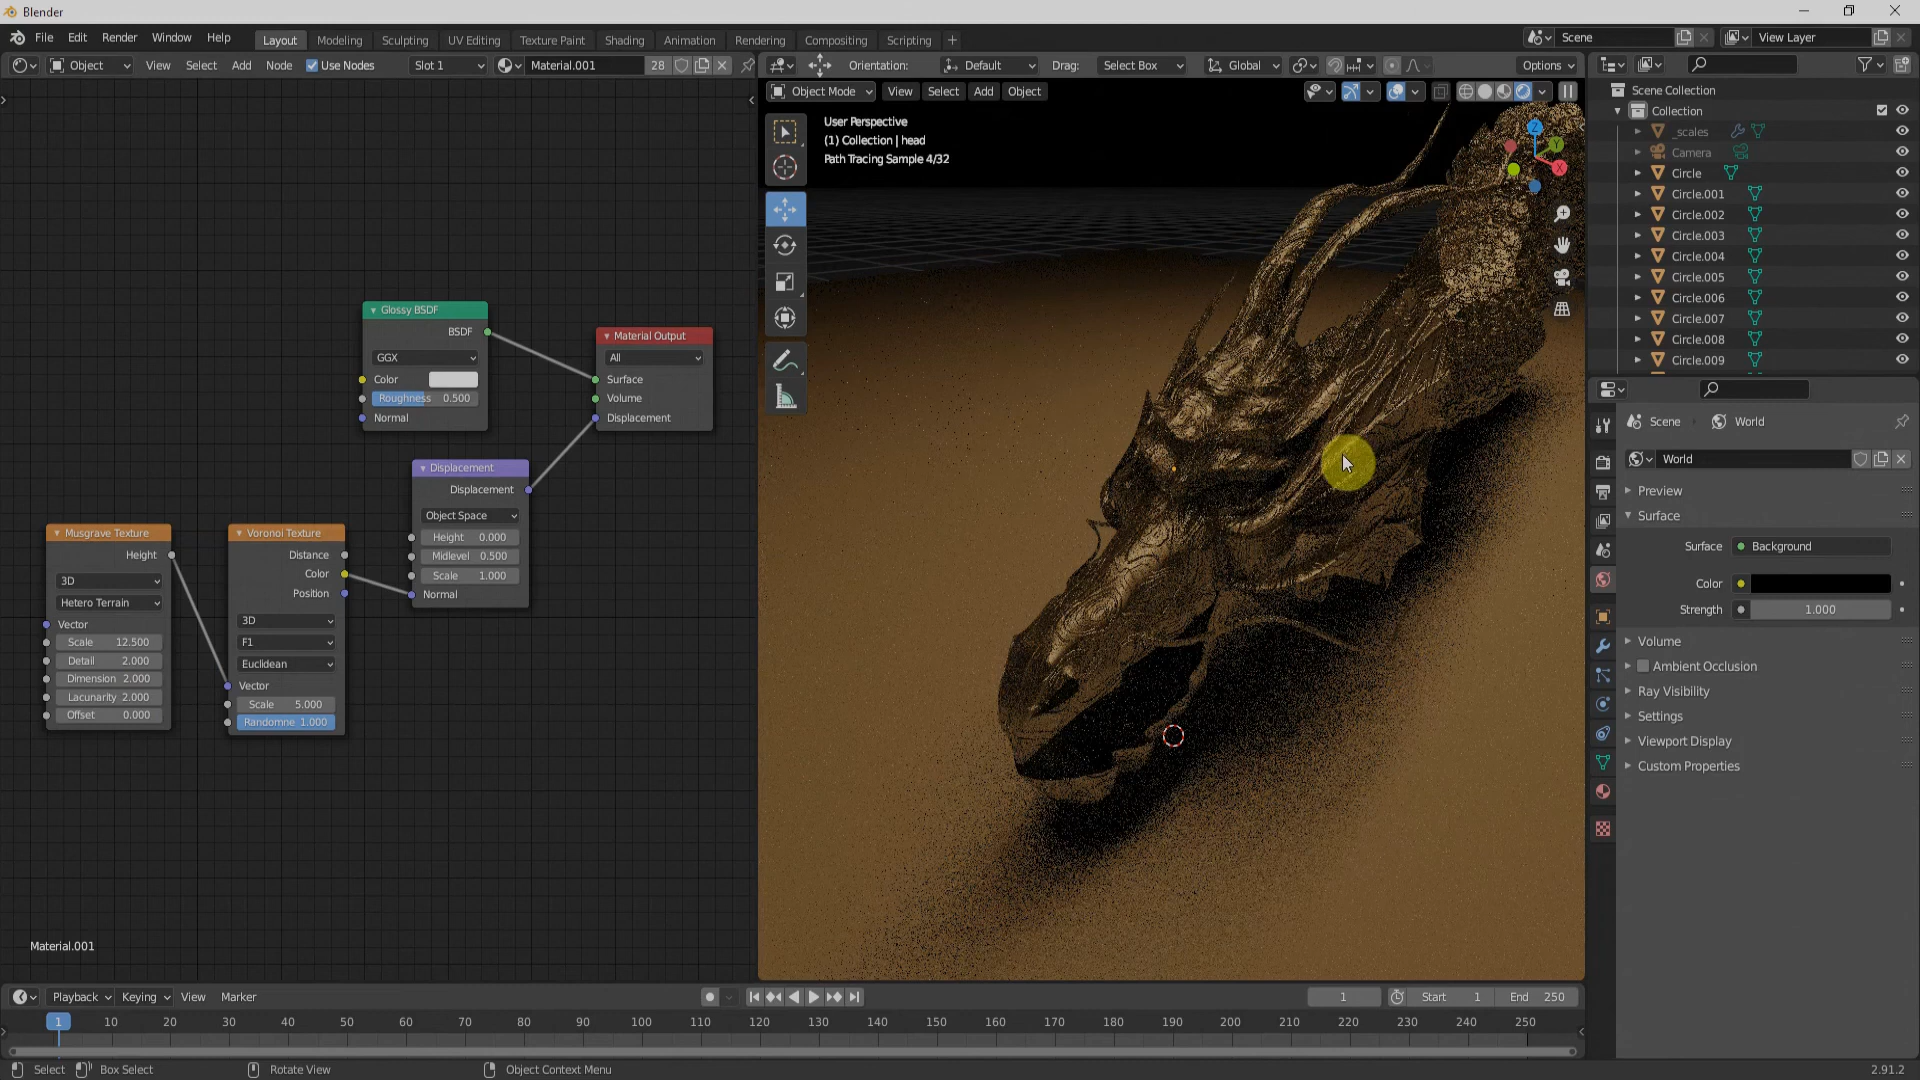 Blender
File Edit Render Window Help
Layout Modeling Sculpting UV Editing Texture Paint Shading Animation Rendering Compositing Scripting +
Scene
View Layer
Object View Select Add Node Use Nodes Slot 1 Material.001 28
Orientation: Default Drag: Select Box Global Options
Object Mode View Select Add Object
User Perspective
(1) Collection | head
Path Tracing Sample 4/32
Z
Y
X
Glossy BSDF
BSDF
GGX
Color
Roughness 0.500
Normal
Material Output
All
Surface
Volume
Displacement
Displacement
Displacement
Object Space
Height 0.000
Midlevel 0.500
Scale 1.000
Normal
Musgrave Texture
Height
3D
Hetero Terrain
Vector
Scale 12.500
Detail 2.000
Dimension 2.000
Lacunarity 2.000
Offset 0.000
Voronoi Texture
Distance
Color
Position
3D
F1
Euclidean
Vector
Scale 5.000
Randomne 1.000
Material.001
Scene Collection
Collection
_scales
Camera
Circle
Circle.001
Circle.002
Circle.003
Circle.004
Circle.005
Circle.006
Circle.007
Circle.008
Circle.009
Scene World
World
Preview
Surface
Surface Background
Color
Strength 1.000
Volume
Ambient Occlusion
Ray Visibility
Settings
Viewport Display
Custom Properties
Playback Keying View Marker
1 Start 1 End 250
1 10 20 30 40 50 60 70 80 90 100 110 120 130 140 150 160 170 180 190 200 210 220 230 240 250
Select Box Select Rotate View Object Context Menu 2.91.2